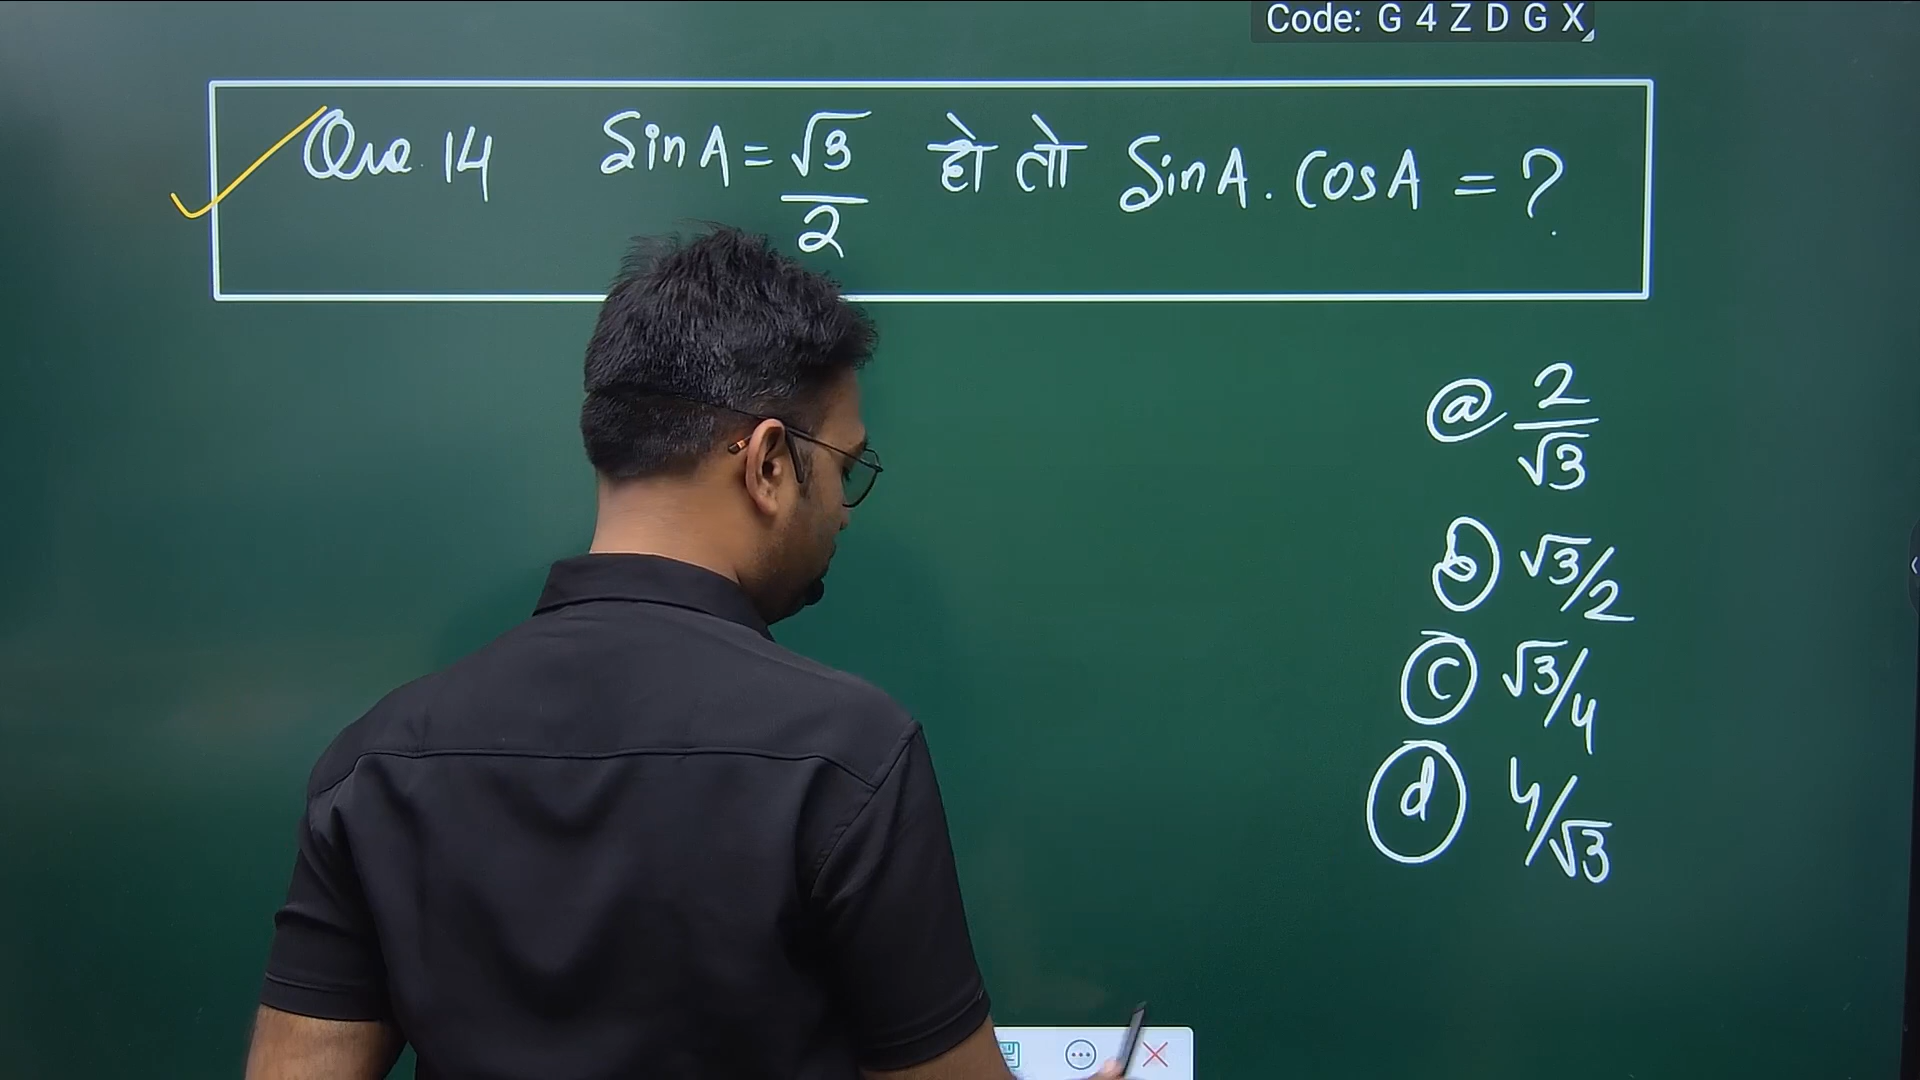 Code: G 4 Z D G X
Que. 14 Sin A = √3/2 हो तो Sin A . Cos A = ?
ⓐ 2/√3
ⓑ √3/2
ⓒ √3/4
ⓓ 4/√3